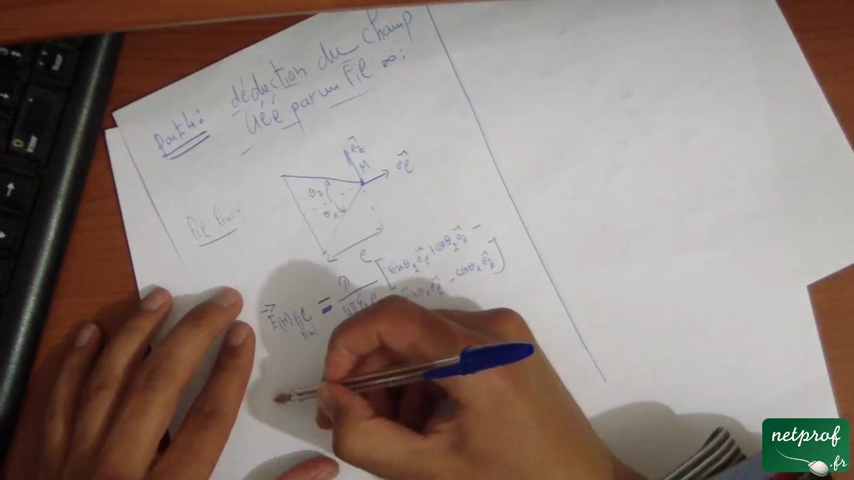 Partie: déduction du champ
créé par un Fil ∞:
Fil fini:
e⃗z
M
e⃗ρ
θ2
θ1
ρ
E⃗(M) Fil fini = λ/4πε0ρ [sinθ2 e⃗ρ + cosθ2 e⃗z -
sinθ1 e⃗ρ - cosθ1 e⃗z]
netprof
.fr